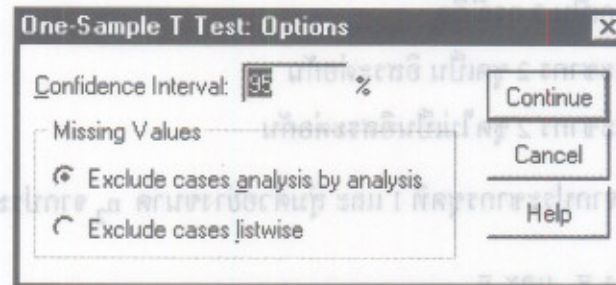 One-Sample T Test: Options
Confidence Interval: 95 %
Continue
Missing Values
Exclude cases analysis by analysis
Cancel
Exclude cases listwise
Help